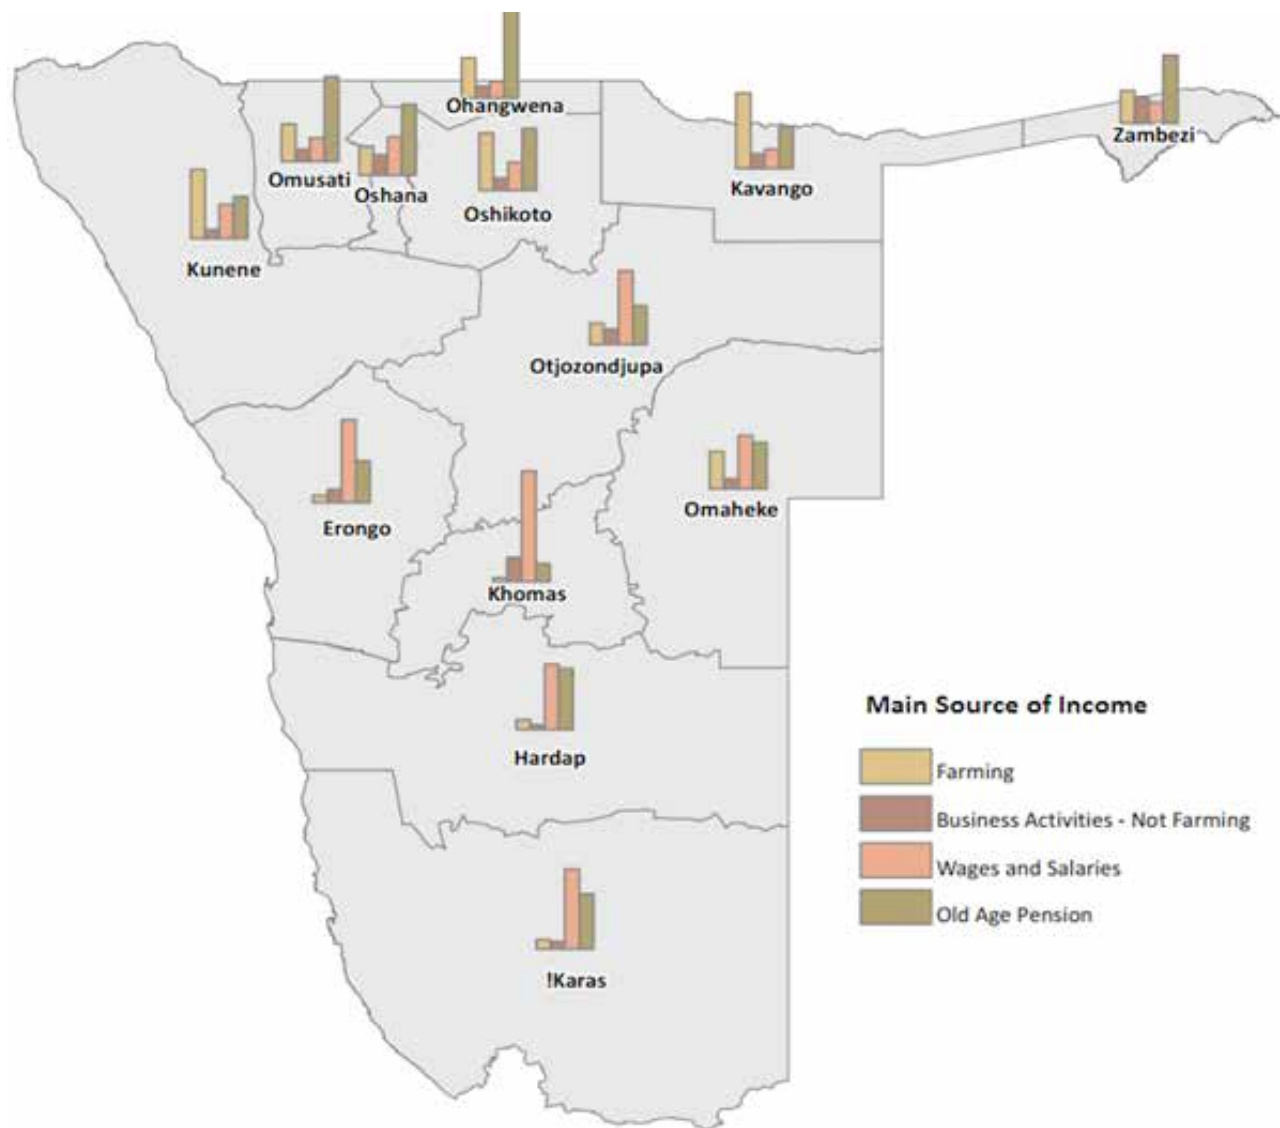 Ohangwena
Zambezi
Omusati
Oshana
Kavango
Oshikoto
Kunene
Otjozondjupa
Omaheke
Erongo
Khomas
Main Source of Income
Hardap
Farming
Business Activities - Not Farming
Wages and Salaries
Old Age Pension
!Karas